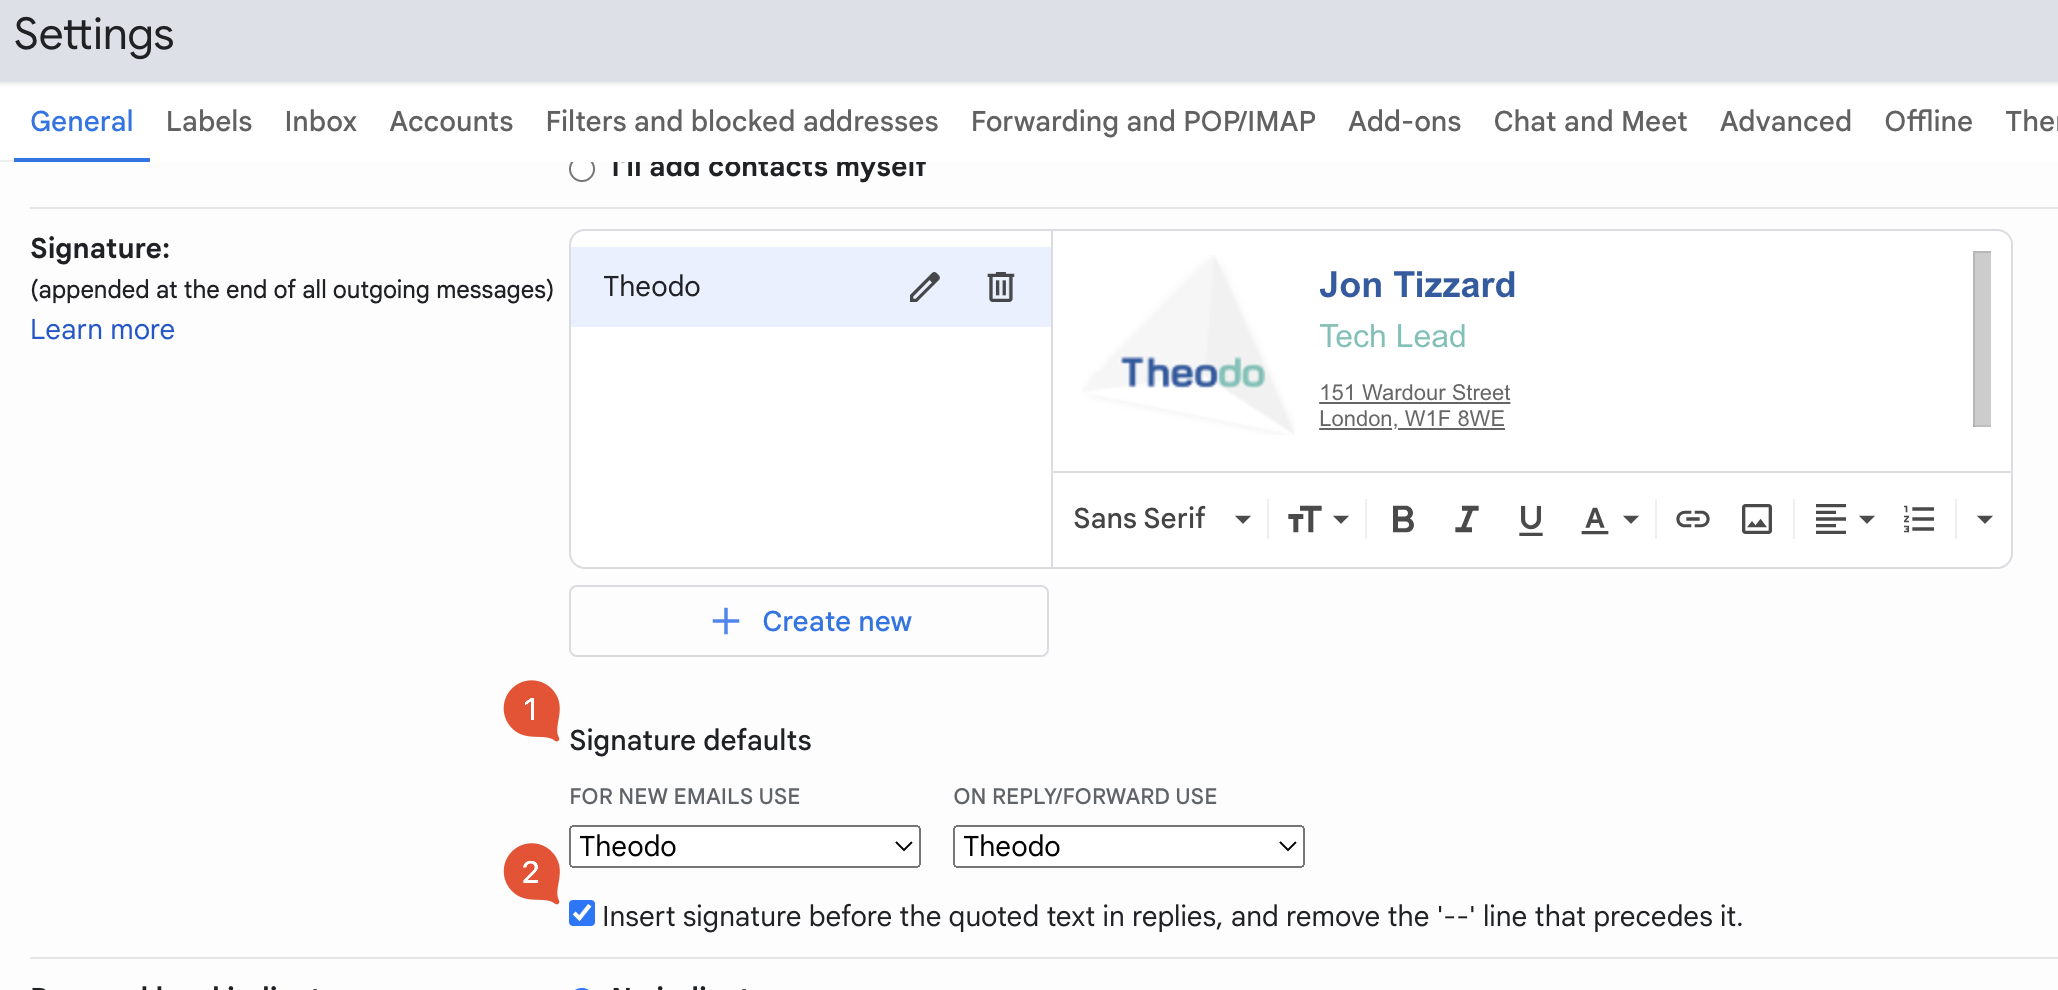 Settings
General Labels Inbox Accounts Filters and blocked addresses Forwarding and POP/IMAP Add-ons Chat and Meet Advanced Offline
I'll add contacts myself
Signature:
(appended at the end of all outgoing messages)
Learn more
Theodo
Theodo
Jon Tizzard
Tech Lead
151 Wardour Street
London, W1F 8WE
Sans Serif
Create new
1
Signature defaults
FOR NEW EMAILS USE
ON REPLY/FORWARD USE
Theodo
Theodo
2
Insert signature before the quoted text in replies, and remove the '--' line that precedes it.